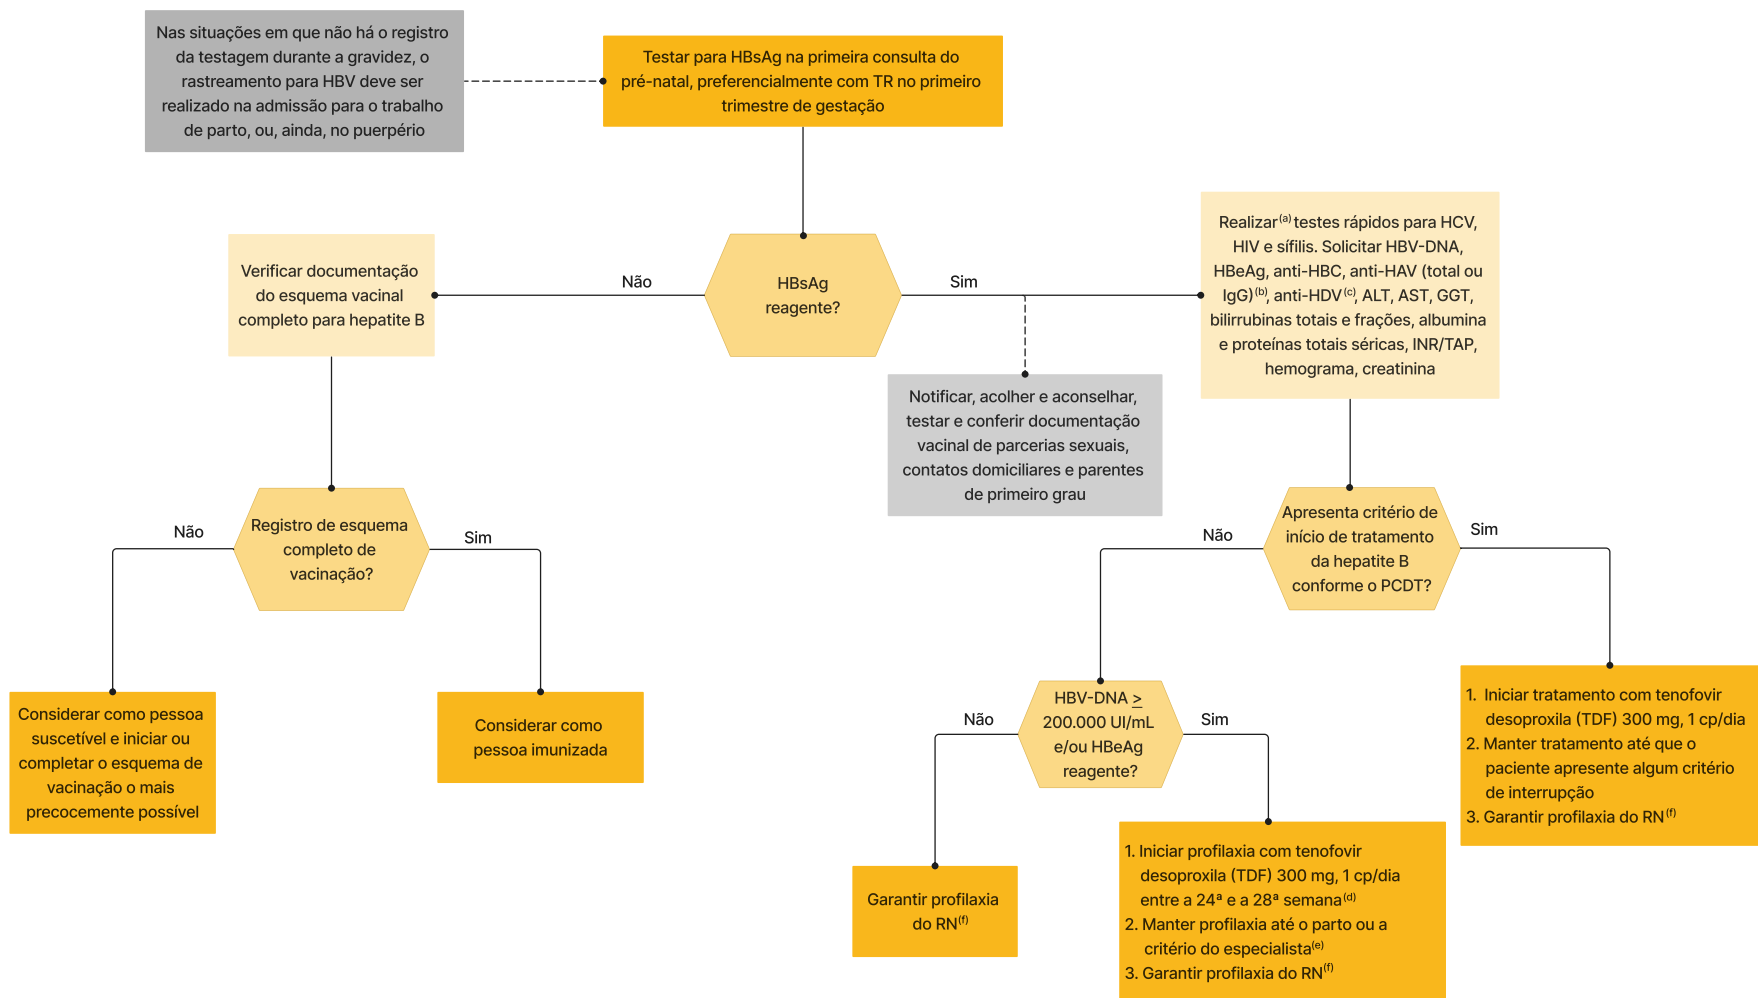 Nas situações em que não há o registro
da testagem durante a gravidez, o
rastreamento para HBV deve ser
realizado na admissão para o trabalho
de parto, ou, ainda, no puerpério
Testar para HBsAg na primeira consulta do
pré-natal, preferencialmente com TR no primeiro
trimestre de gestação
HBsAg
reagente?
Não
Sim
Verificar documentação
do esquema vacinal
completo para hepatite B
Realizar(a) testes rápidos para HCV,
HIV e sífilis. Solicitar HBV-DNA,
HBeAg, anti-HBC, anti-HAV (total ou
IgG)(b), anti-HDV(c), ALT, AST, GGT,
bilirrubinas totais e frações, albumina
e proteínas totais séricas, INR/TAP,
hemograma, creatinina
Notificar, acolher e aconselhar,
testar e conferir documentação
vacinal de parcerias sexuais,
contatos domiciliares e parentes
de primeiro grau
Registro de esquema
completo de
vacinação?
Não
Sim
Apresenta critério de
início de tratamento
da hepatite B
conforme o PCDT?
Não
Sim
Considerar como pessoa
suscetível e iniciar ou
completar o esquema de
vacinação o mais
precocemente possível
Considerar como
pessoa imunizada
HBV-DNA ≥
200.000 UI/mL
e/ou HBeAg
reagente?
Não
Sim
1. Iniciar tratamento com tenofovir
desoproxila (TDF) 300 mg, 1 cp/dia
2. Manter tratamento até que o
paciente apresente algum critério
de interrupção
3. Garantir profilaxia do RN(f)
Garantir profilaxia
do RN(f)
1. Iniciar profilaxia com tenofovir
desoproxila (TDF) 300 mg, 1 cp/dia
entre a 24ª e a 28ª semana(d)
2. Manter profilaxia até o parto ou a
critério do especialista(e)
3. Garantir profilaxia do RN(f)